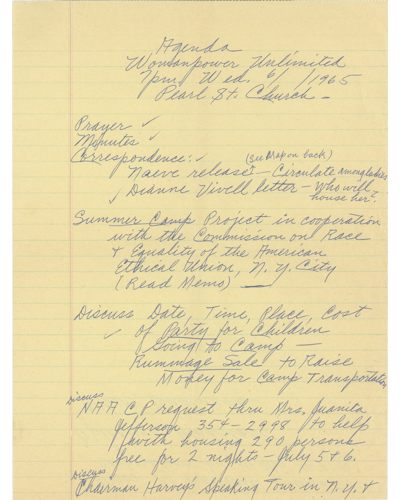 Agenda
Womanpower Unlimited
7pm. Wed. 6/ /1965
Pearl St. Church -
Prayer ✓
Minutes ✓
Correspondence: ✓ (See Map on back)
Naeve release - Circulate among ladies
✓ Dianne Vivell letter - Who will
house her?
Summer Camp Project in cooperation
with the Commission on Race
& Equality of the American
Ethical Union, N.Y. City
(Read Memo) —
Discuss Date, Time, Place, Cost
✓ of Party for Children
Going to Camp -
Rummage Sale to Raise
Money for Camp Transportation
Discuss
NAACP request thru Mrs. Juanita
Jefferson 354-2998 to help
with housing 290 persons
free for 2 nights - July 5 & 6.
Discuss
Chairman Harvey's Speaking Tour in N.Y. &